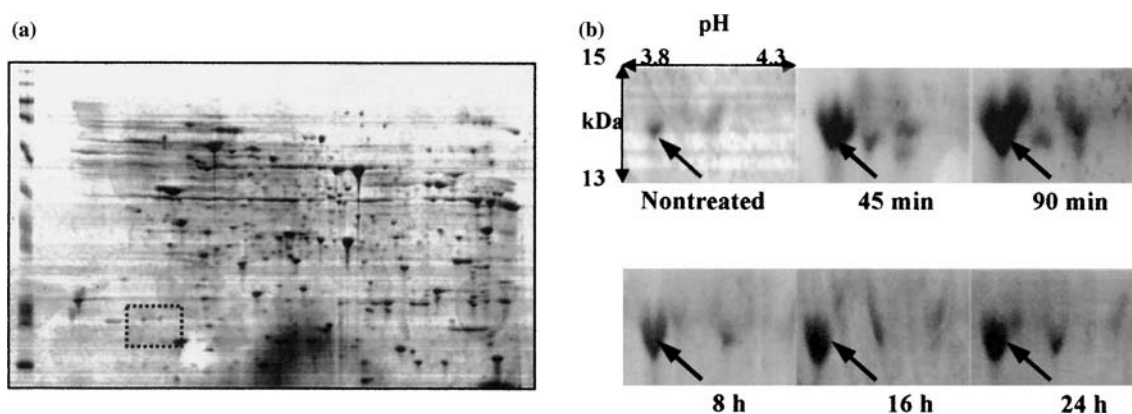 (a)
(b)
pH
15
3.8 4.3
kDa
13
Nontreated
45 min
90 min
8 h
16 h
24 h